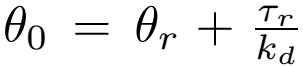 θ₀ = θᵣ + τᵣ/k_d